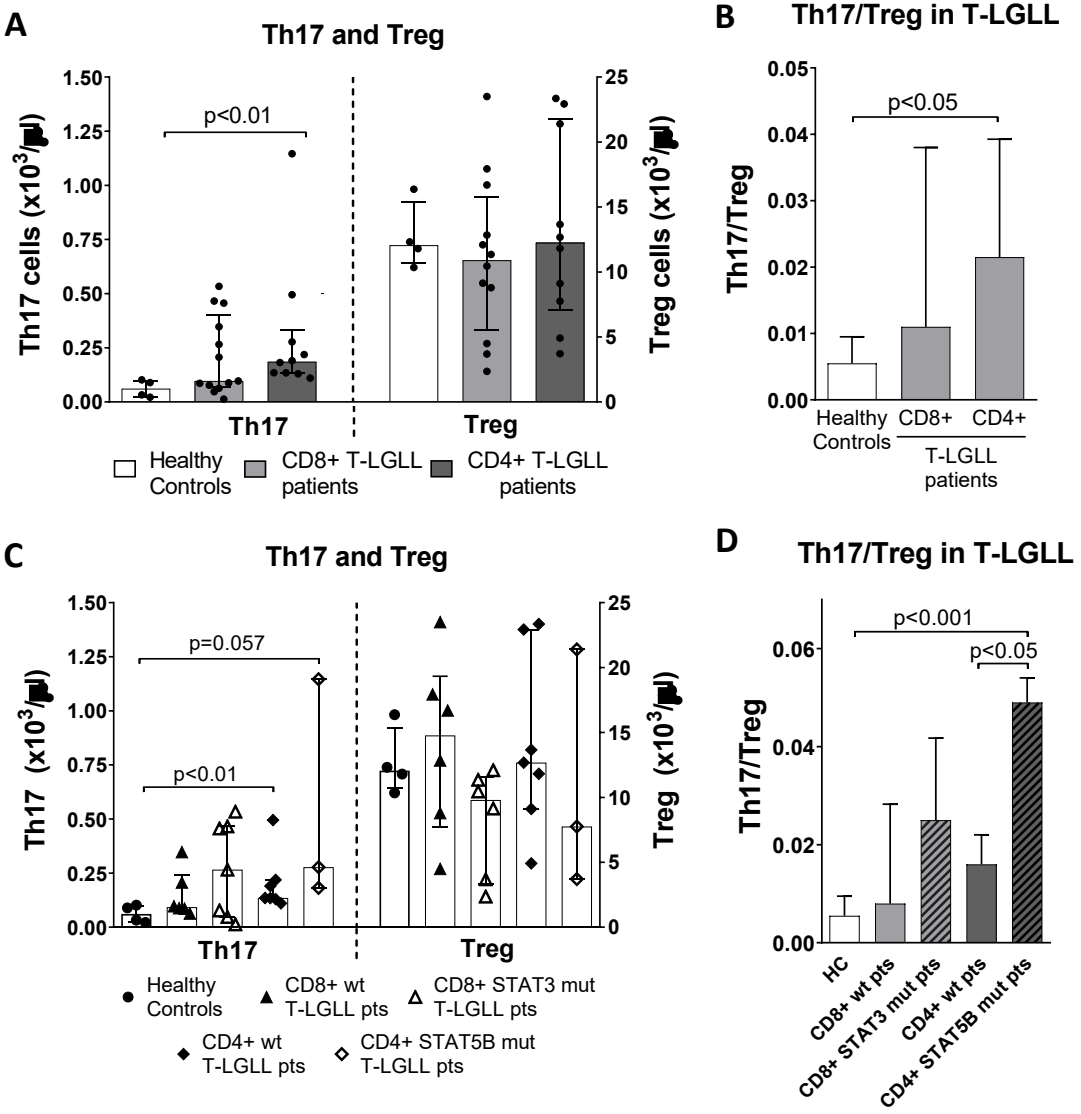 A
Th17 and Treg
1.50
1.25
1.00
0.75
0.50
0.25
0.00
Th17 cells (x10³/µl)
p<0.01
25
20
15
10
5
0
Treg cells (x10³/µl)
Th17
Treg
Healthy
Controls
CD8+ T-LGLL
patients
CD4+ T-LGLL
patients
B
Th17/Treg in T-LGLL
0.05
0.04
0.03
0.02
0.01
0.00
Th17/Treg
p<0.05
Healthy
Controls
CD8+
CD4+
T-LGLL
patients
C
Th17 and Treg
1.50
1.25
1.00
0.75
0.50
0.25
0.00
Th17 (x10³/µl)
p=0.057
p<0.01
25
20
15
10
5
0
Treg (x10³/µl)
Th17
Treg
Healthy
Controls
CD8+ wt
T-LGLL pts
CD8+ STAT3 mut
T-LGLL pts
CD4+ wt
T-LGLL pts
CD4+ STAT5B mut
T-LGLL pts
D
Th17/Treg in T-LGLL
0.06
0.04
0.02
0.00
Th17/Treg
p<0.001
p<0.05
HC
CD8+ wt pts
CD8+ STAT3 mut pts
CD4+ wt pts
CD4+ STAT5B mut pts